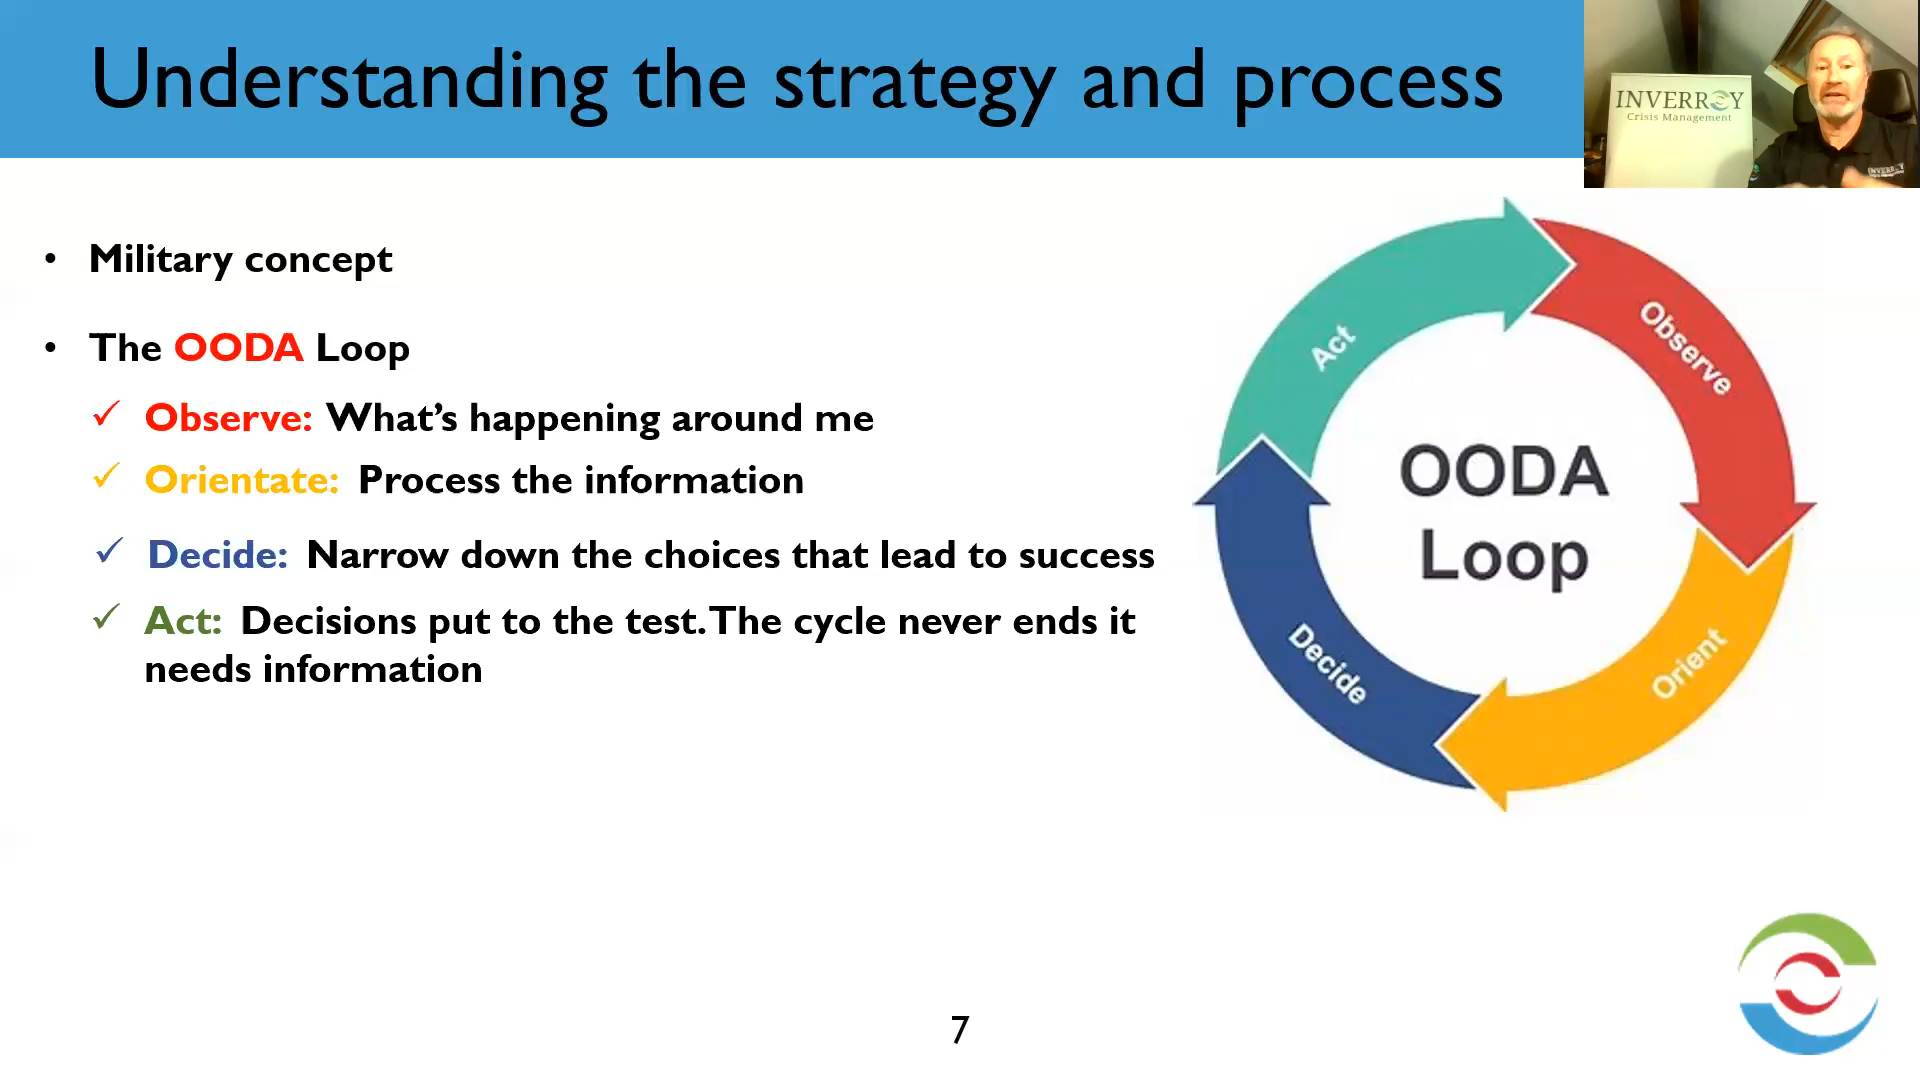 Understanding the strategy and process
INVERROY
Crisis Management
INVERROY
• Military concept
• The OODA Loop
✓ Observe: What’s happening around me
✓ Orientate: Process the information
✓ Decide: Narrow down the choices that lead to success
✓ Act: Decisions put to the test. The cycle never ends it
needs information
Act
Observe
OODA
Loop
Decide
Orient
7